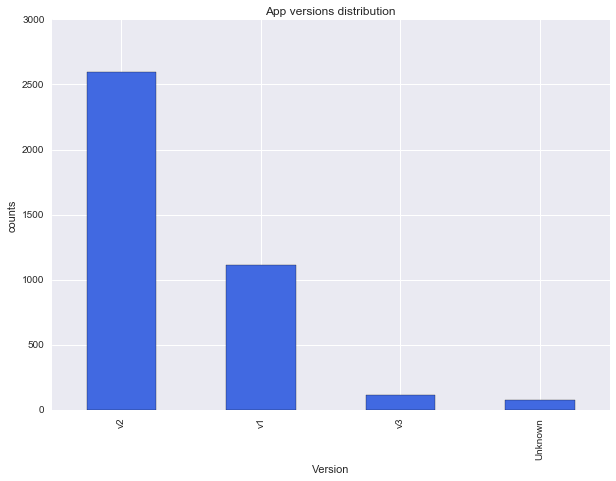 App versions distribution
3000
2500
2000
1500
1000
500
0
counts
v2
v1
v3
Unknown
Version